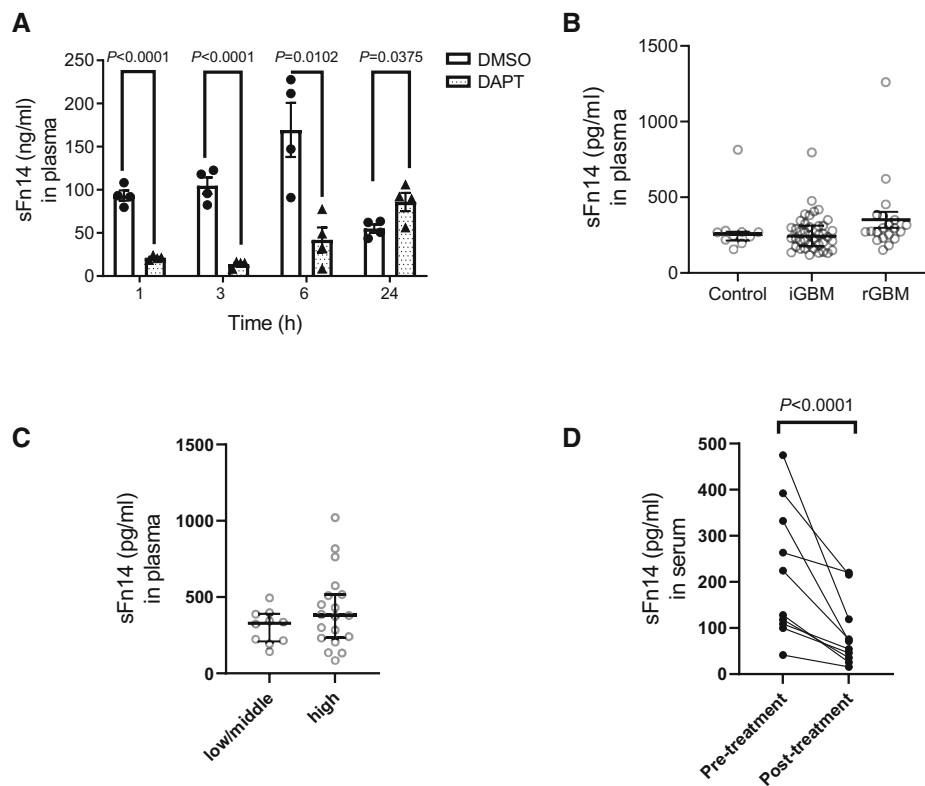 A
P<0.0001 P<0.0001 P=0.0102 P=0.0375
DMSO
DAPT
sFn14 (ng/ml)
in plasma
250
200
150
100
50
0
1 3 6 24
Time (h)
B
sFn14 (pg/ml)
in plasma
1500
1000
500
0
Control iGBM rGBM
C
sFn14 (pg/ml)
in plasma
1500
1000
500
0
low/middle
high
D
P<0.0001
sFn14 (pg/ml)
in serum
500
400
300
200
100
0
Pre-treatment
Post-treatment